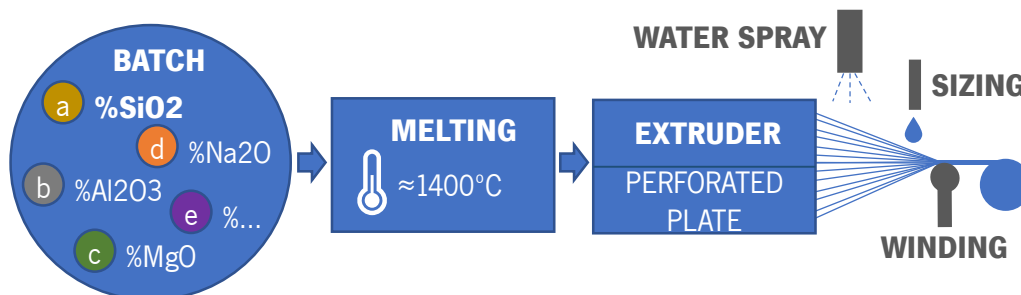 BATCH
a %SiO2
d %Na2O
b %Al2O3
e %...
c %MgO
MELTING
≈1400°C
EXTRUDER
PERFORATED
PLATE
WATER SPRAY
SIZING
WINDING